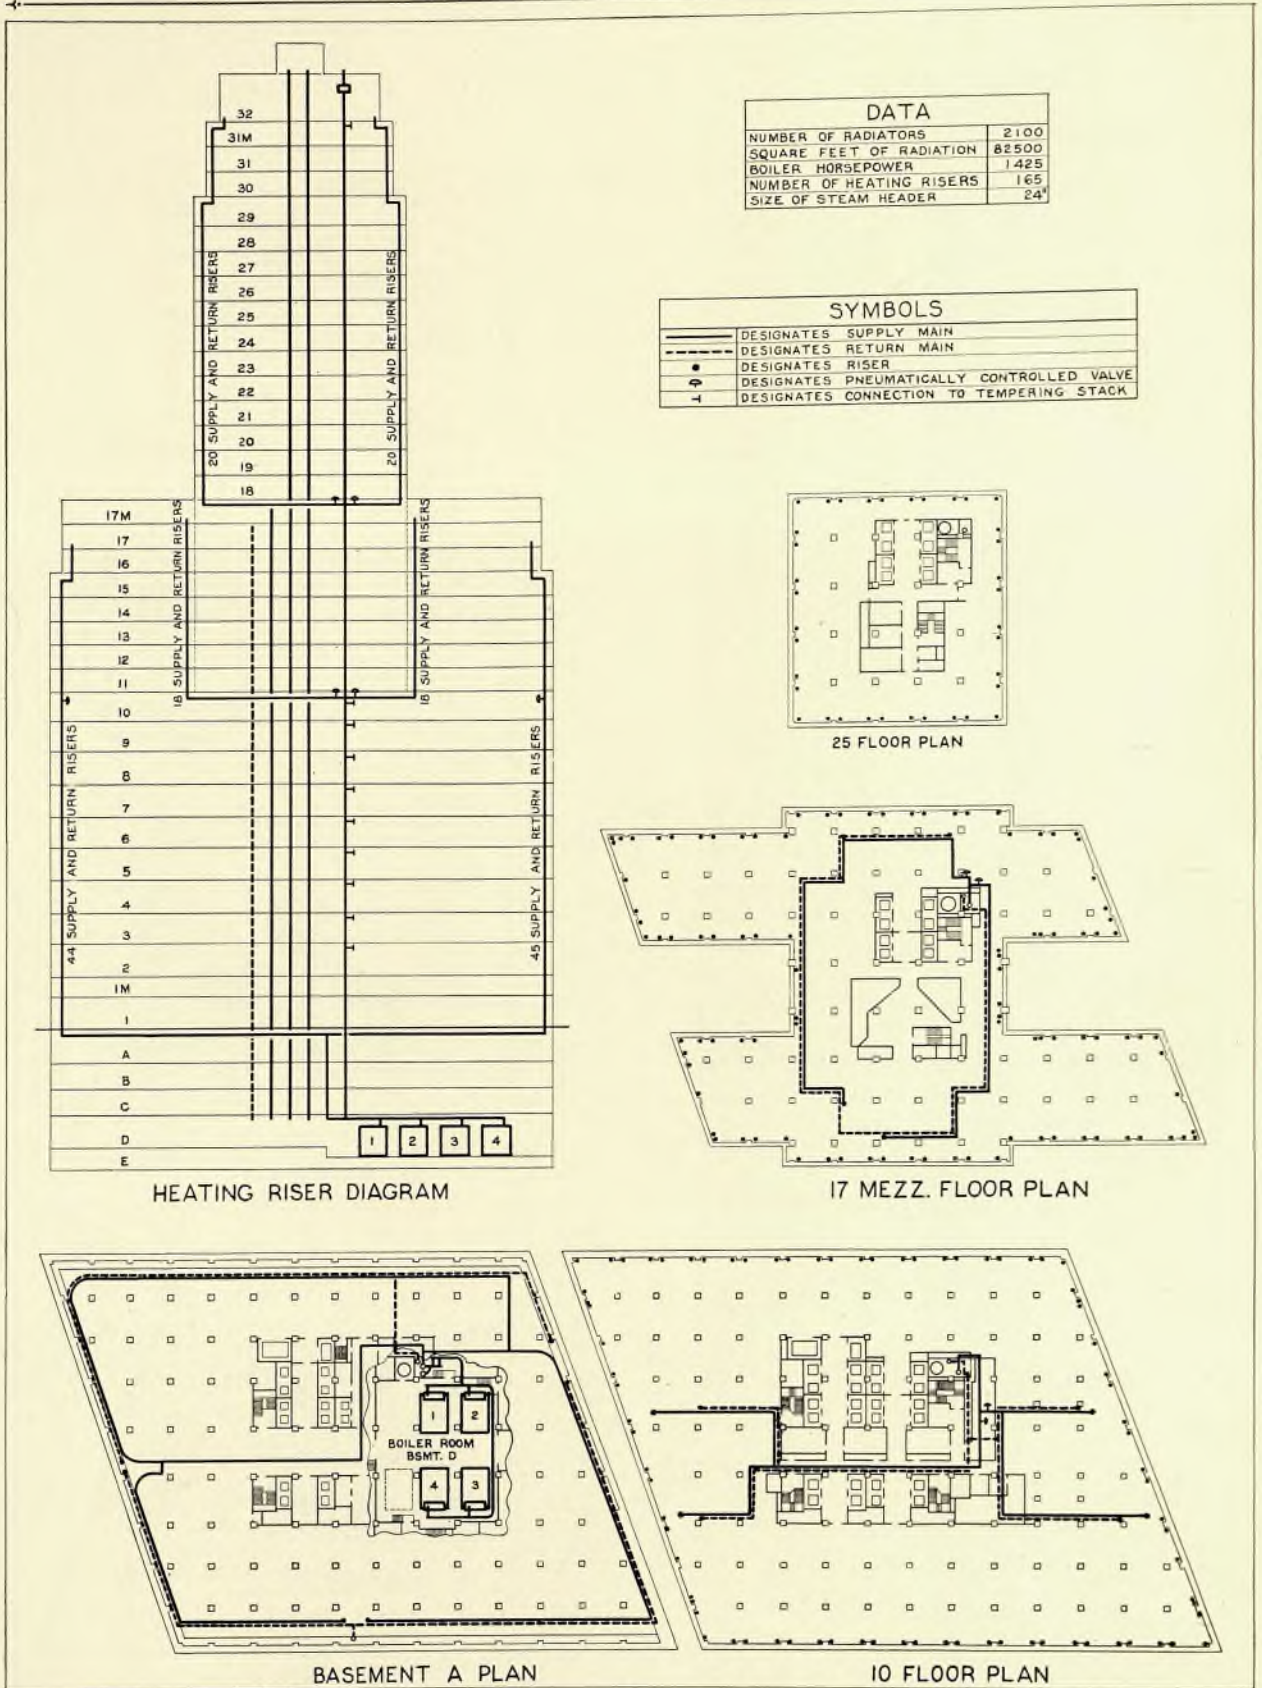 32
31M
31
30
29
28
27
26
25
24
23
22
21
20
19
18
17M
17
16
15
14
13
12
11
10
9
8
7
6
5
4
3
2
1M
1
A
B
C
D
E
20 SUPPLY AND RETURN RISERS
20 SUPPLY AND RETURN RISERS
18 SUPPLY AND RETURN RISERS
18 SUPPLY AND RETURN RISERS
44 SUPPLY AND RETURN RISERS
45 SUPPLY AND RETURN RISERS
1 2 3 4
HEATING RISER DIAGRAM
DATA
NUMBER OF RADIATORS 2100
SQUARE FEET OF RADIATION 82500
BOILER HORSEPOWER 1425
NUMBER OF HEATING RISERS 165
SIZE OF STEAM HEADER 24"
SYMBOLS
DESIGNATES SUPPLY MAIN
DESIGNATES RETURN MAIN
DESIGNATES RISER
DESIGNATES PNEUMATICALLY CONTROLLED VALVE
DESIGNATES CONNECTION TO TEMPERING STACK
25 FLOOR PLAN
17 MEZZ. FLOOR PLAN
1 2
BOILER ROOM
BSMT. D
4 3
BASEMENT A PLAN
10 FLOOR PLAN